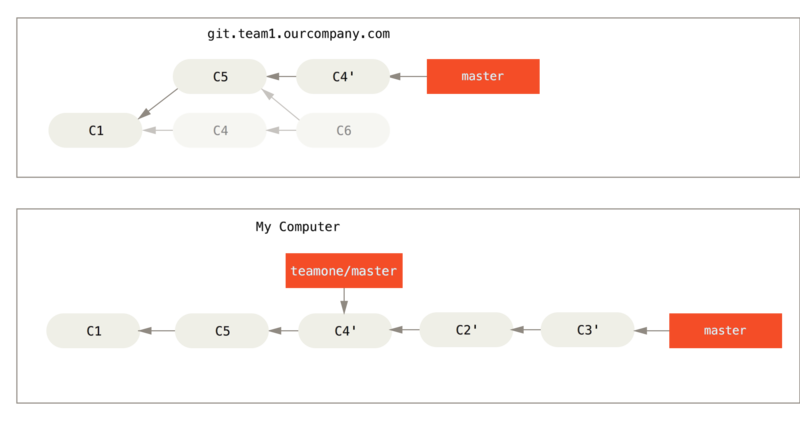 git.team1.ourcompany.com
C5
C4'
master
C1
C4
C6
My Computer
teamone/master
C1
C5
C4'
C2'
C3'
master